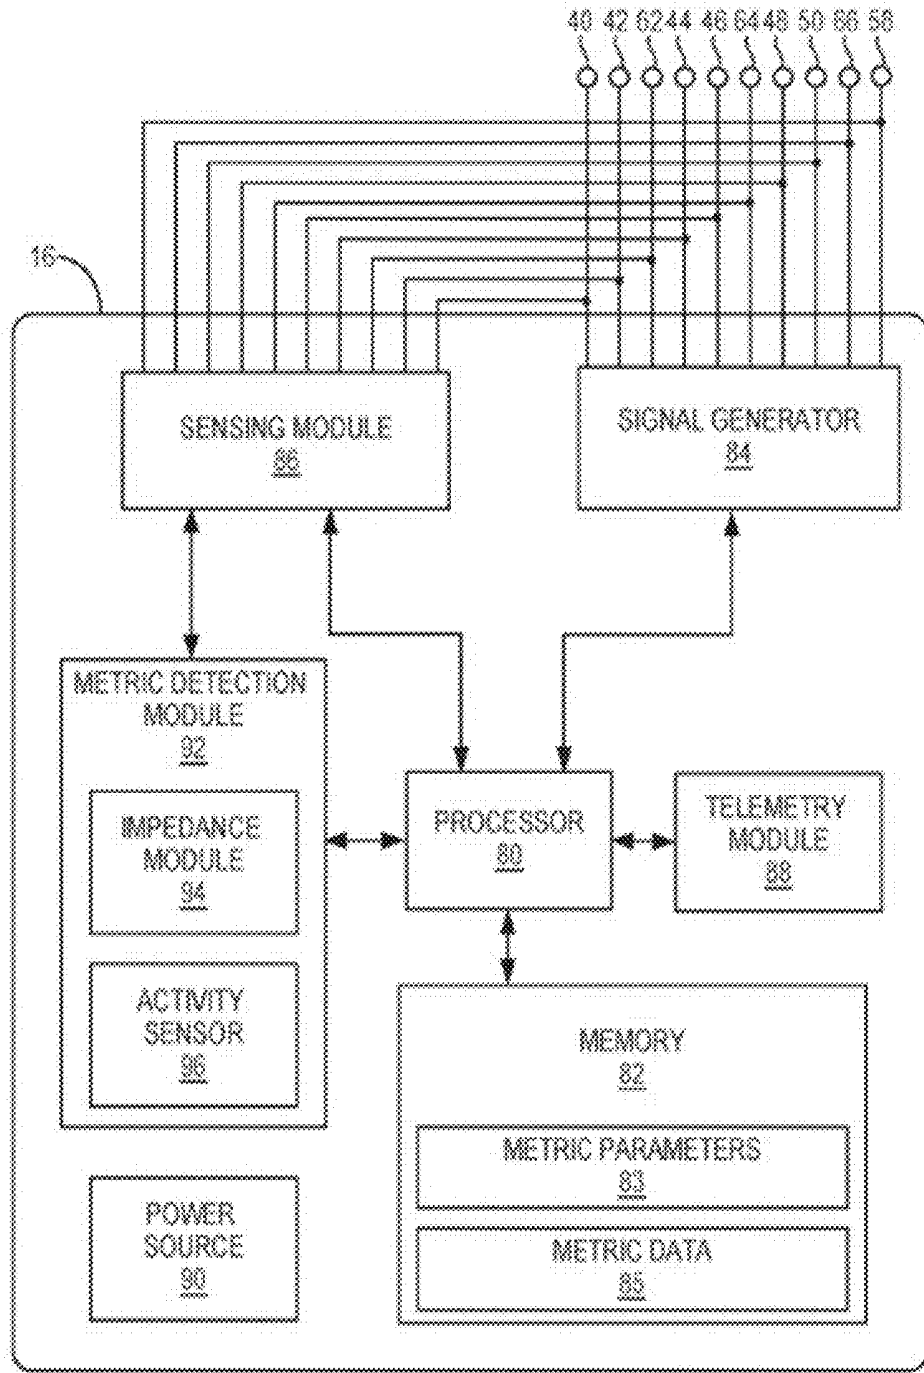 40 42 62 44 46 64 48 50 66 58
16
SENSING MODULE
86
SIGNAL GENERATOR
84
METRIC DETECTION
MODULE
92
IMPEDANCE
MODULE
94
ACTIVITY
SENSOR
96
PROCESSOR
80
TELEMETRY
MODULE
88
MEMORY
82
METRIC PARAMETERS
83
METRIC DATA
85
POWER
SOURCE
90